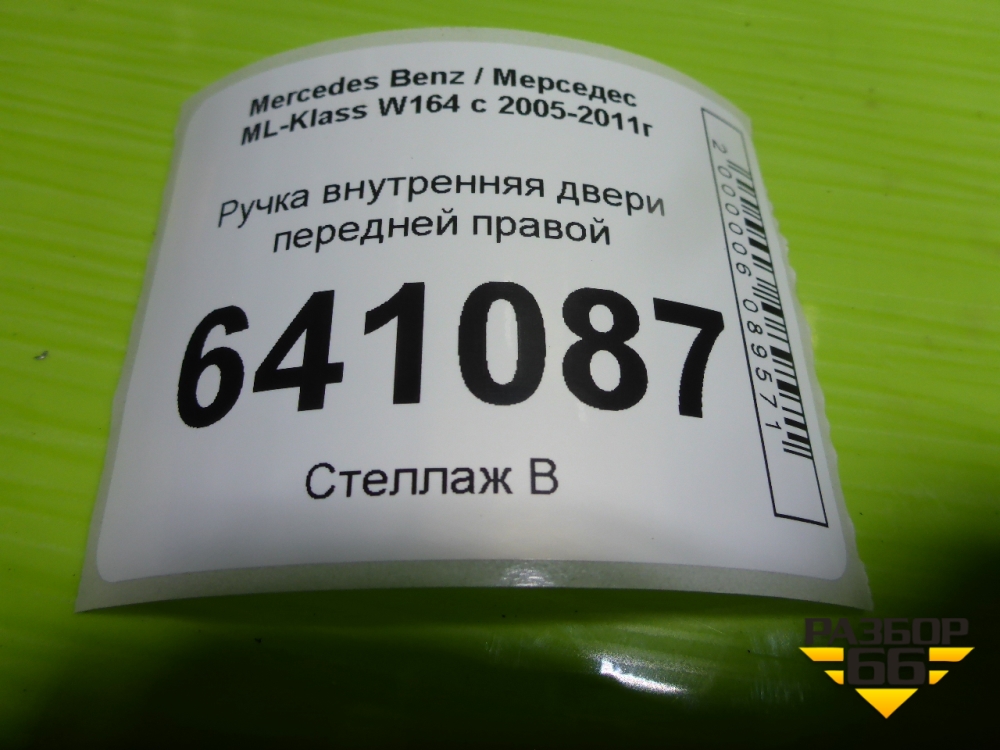 Mercedes Benz / Мерседес
ML-Klass W164 с 2005-2011г
Ручка внутренняя двери
передней правой
641087
Стеллаж В
2000006089571
РАЗБОР
66